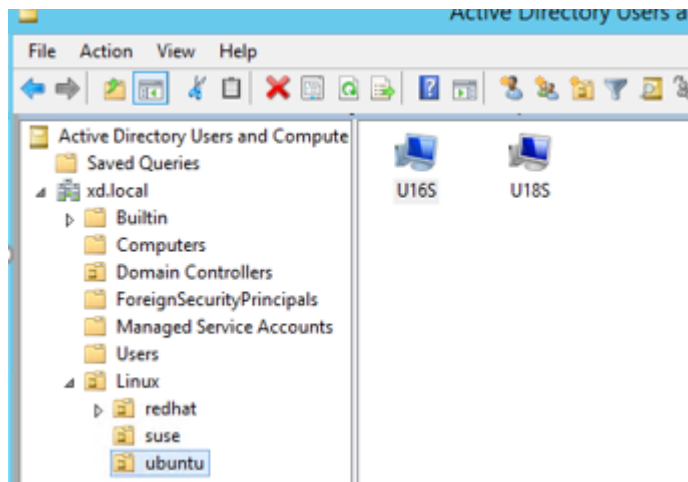 Active Directory Users a
File Action View Help
Active Directory Users and Compute
Saved Queries
xd.local
Builtin
Computers
Domain Controllers
ForeignSecurityPrincipals
Managed Service Accounts
Users
Linux
redhat
suse
ubuntu
U16S U18S